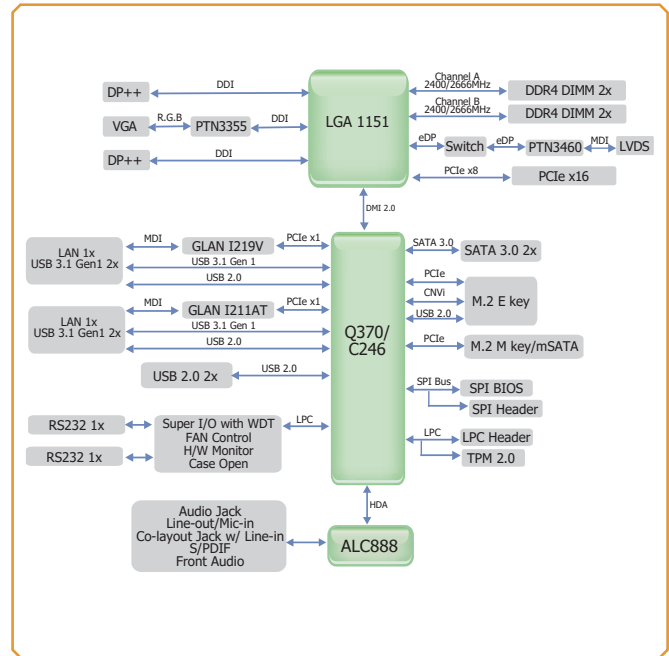 DP++
DDI
VGA
R.G.B
PTN3355
DDI
DP++
DDI
LGA 1151
Channel A
2400/2666MHz
DDR4 DIMM 2x
Channel B
2400/2666MHz
DDR4 DIMM 2x
eDP
Switch
eDP
PTN3460
MDI
LVDS
PCIe x8
PCIe x16
DMI 2.0
LAN 1x
USB 3.1 Gen1 2x
MDI
GLAN I219V
PCIe x1
USB 3.1 Gen 1
USB 2.0
LAN 1x
USB 3.1 Gen1 2x
MDI
GLAN I211AT
PCIe x1
USB 3.1 Gen 1
USB 2.0
USB 2.0 2x
USB 2.0
RS232 1x
RS232 1x
Super I/O with WDT
FAN Control
H/W Monitor
Case Open
LPC
Q370/
C246
SATA 3.0
SATA 3.0 2x
PCIe
CNVi
USB 2.0
M.2 E key
PCIe
M.2 M key/mSATA
SPI Bus
SPI BIOS
SPI Header
LPC
LPC Header
TPM 2.0
HDA
Audio Jack
Line-out/Mic-in
Co-layout Jack w/ Line-in
S/PDIF
Front Audio
ALC888